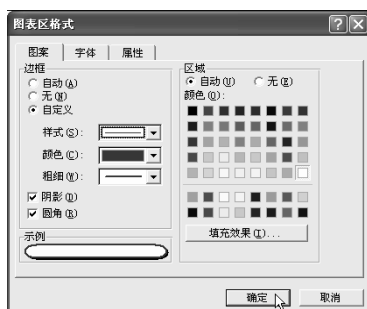 图表区格式
图案 字体 属性
边框
自动(A)
无(N)
自定义
样式(S):
颜色(C):
粗细(W):
阴影(D)
圆角(R)
示例
区域
自动(U) 无(E)
颜色(O):
填充效果(I)...
确定 取消